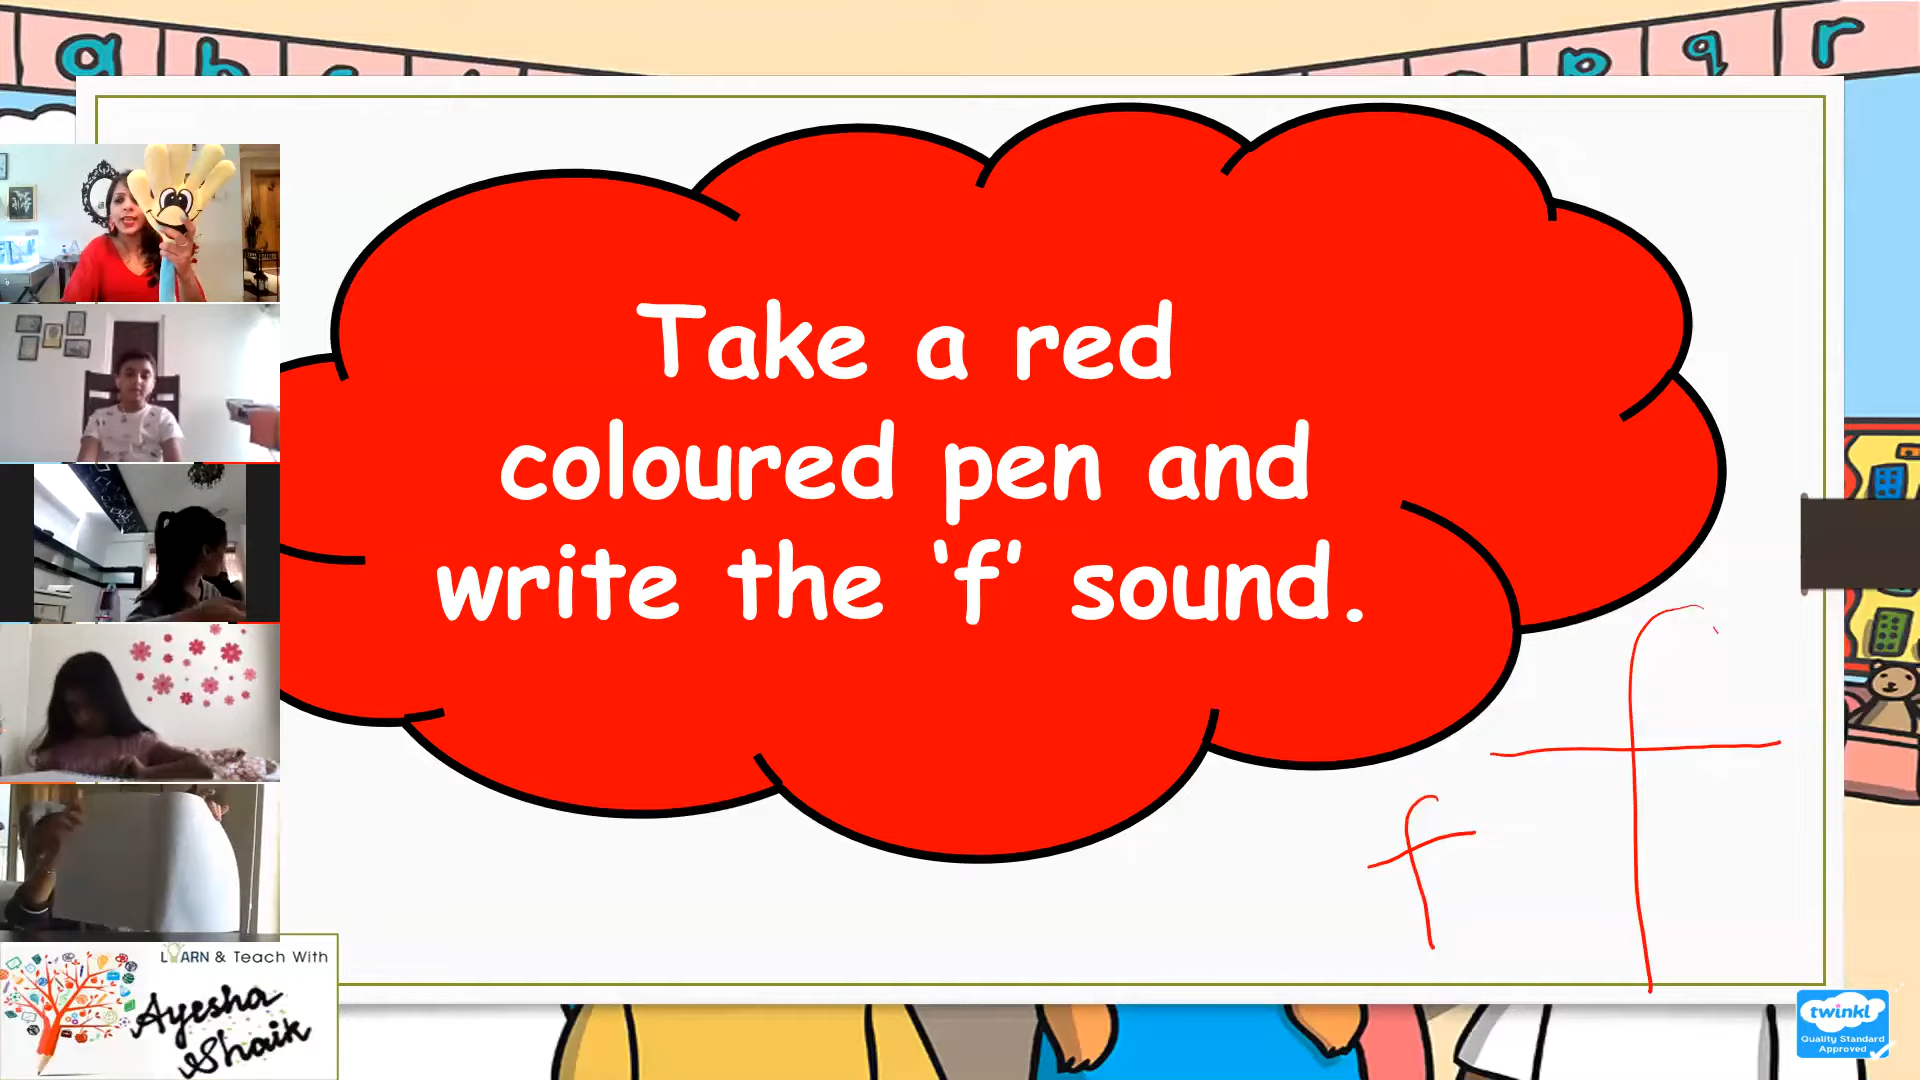 a b
p q r
Take a red
coloured pen and
write the ‘f’ sound.
f
f
LEARN & Teach With
Ayesha
Shaik
twinkl
Quality Standard
Approved